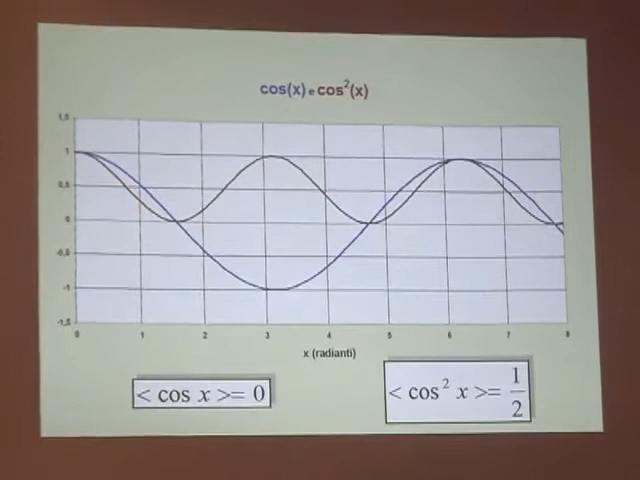 cos(x) e cos²(x)
1,5
1
0,5
0
-0,5
-1
-1,5
0 1 2 3 4 5 6 7 8
x (radianti)
< cos x >= 0
< cos² x >= 1/2